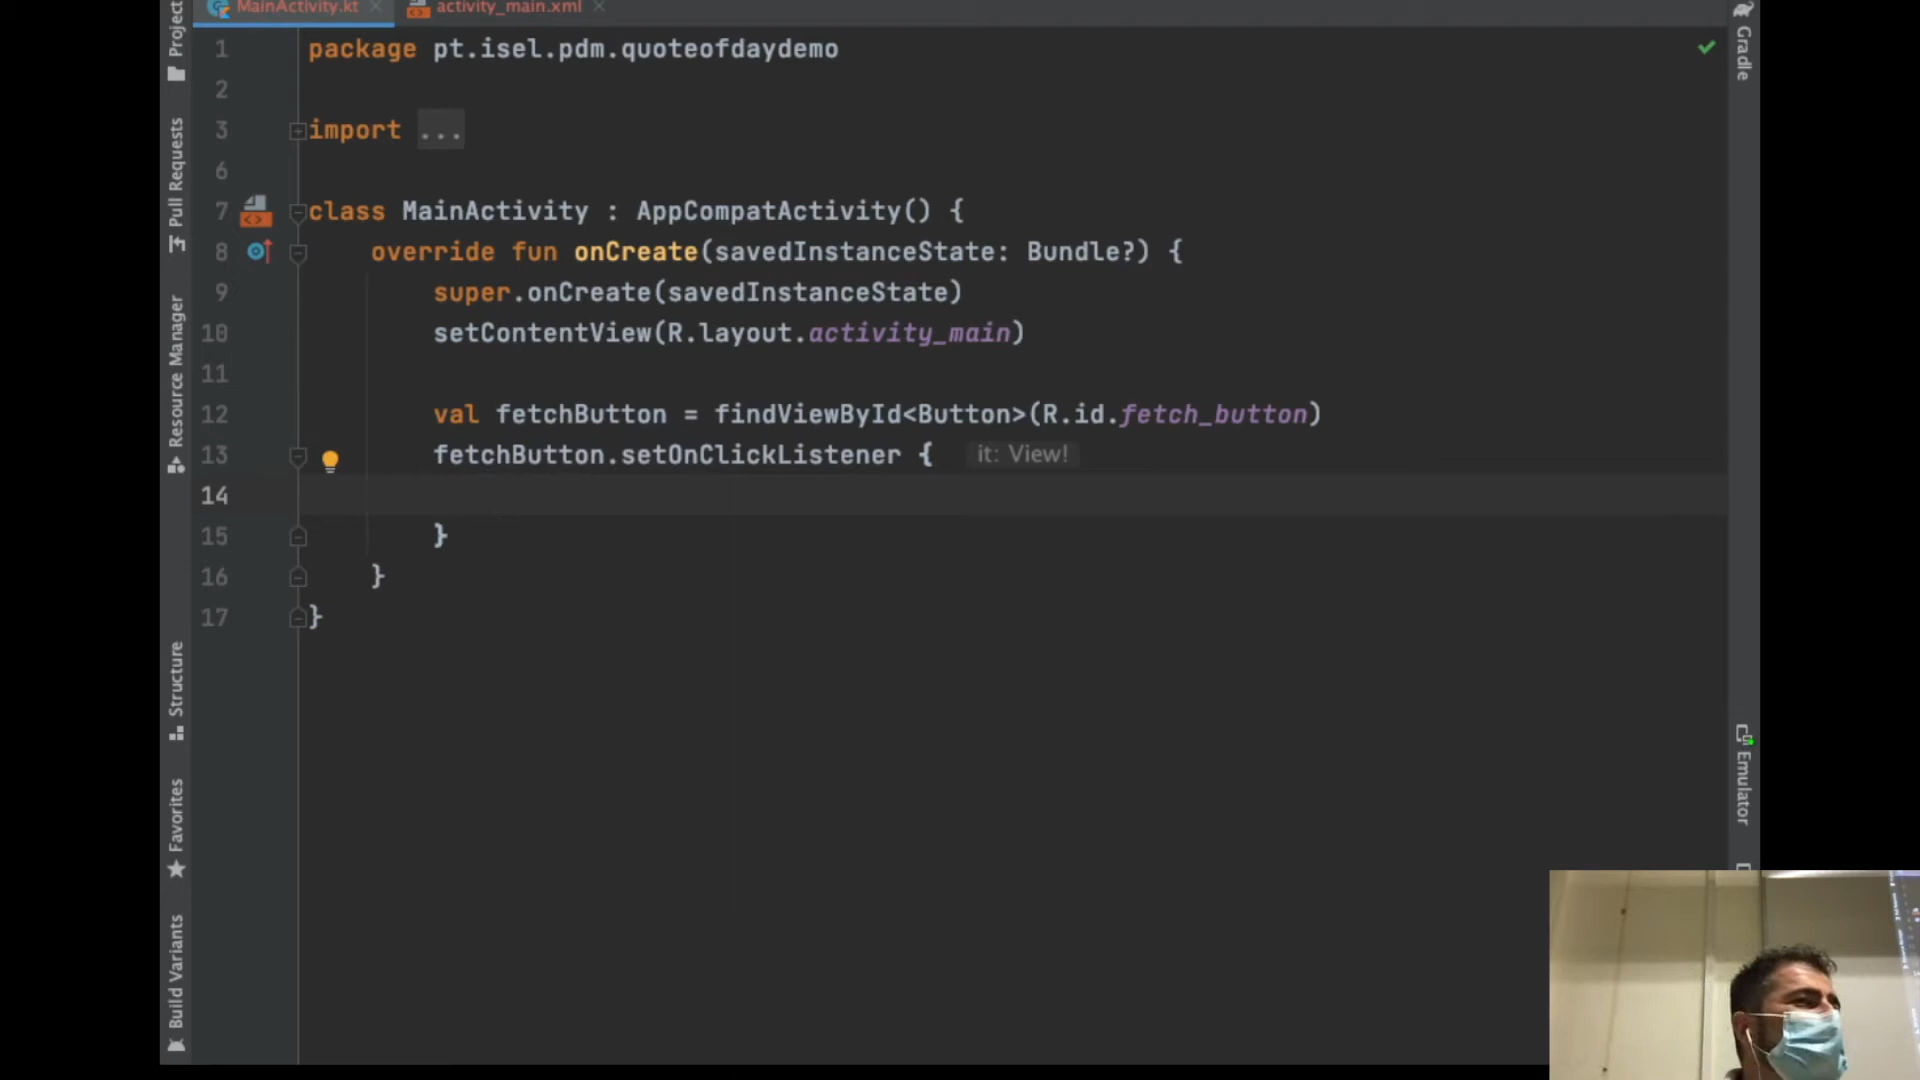 MainActivity.kt
activity_main.xml
Project
Pull Requests
Resource Manager
Structure
Favorites
Build Variants
Gradle
Emulator
1 package pt.isel.pdm.quoteofdaydemo
2
3 import ...
6
7 class MainActivity : AppCompatActivity() {
8 override fun onCreate(savedInstanceState: Bundle?) {
9 super.onCreate(savedInstanceState)
10 setContentView(R.layout.activity_main)
11
12 val fetchButton = findViewById<Button>(R.id.fetch_button)
13 fetchButton.setOnClickListener { it: View!
14
15 }
16 }
17 }